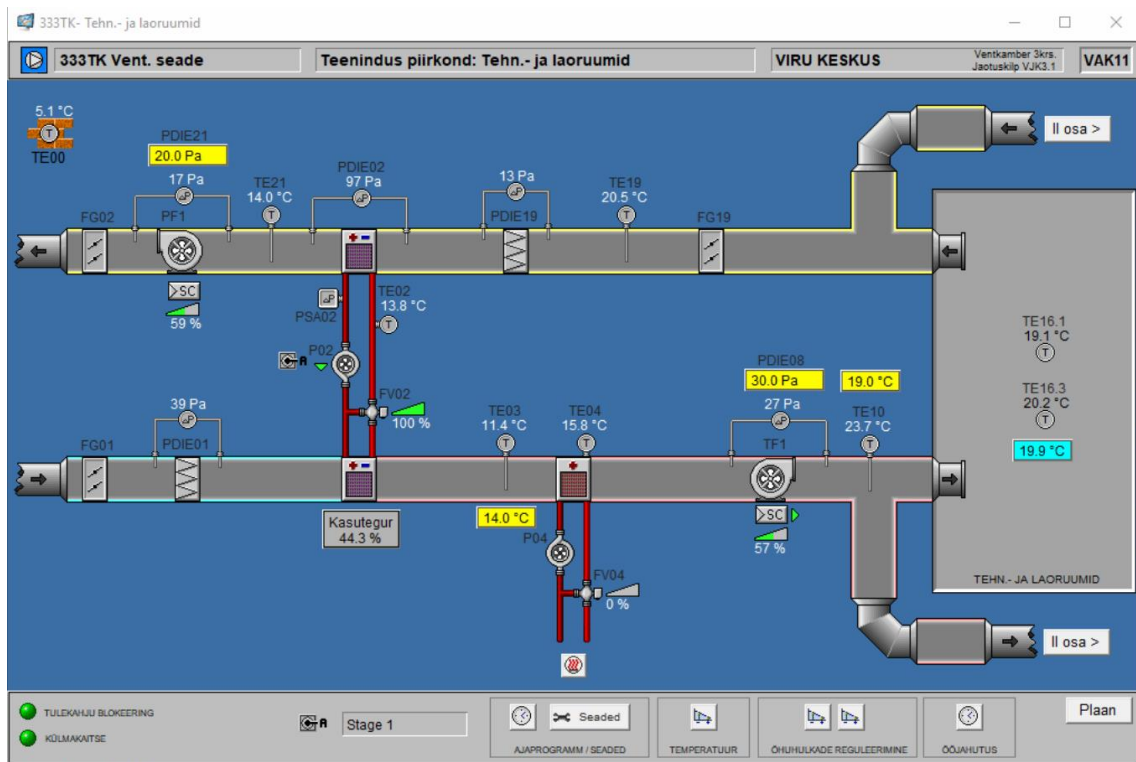 333TK- Tehn.- ja laoruumid
333TK Vent. seade
Teenindus piirkond: Tehn.- ja laoruumid
VIRU KESKUS
Ventkamber 3krs.
Jaotuskilp VJK3.1
VAK11
5.1 °C
T
TE00
PDIE21
20.0 Pa
17 Pa
PF1
FG02
TE21
14.0 °C
T
PDIE02
97 Pa
13 Pa
PDIE19
TE19
20.5 °C
T
FG19
II osa >
SC
59 %
PSA02
TE02
13.8 °C
T
P02
A
FV02
100 %
TE16.1
19.1 °C
T
TE16.3
20.2 °C
T
19.9 °C
39 Pa
PDIE01
FG01
TE03
11.4 °C
T
TE04
15.8 °C
T
PDIE08
30.0 Pa
19.0 °C
27 Pa
TF1
TE10
23.7 °C
T
Kasutegur
44.3 %
14.0 °C
P04
FV04
0 %
SC
57 %
TEHN.- JA LAORUUMID
II osa >
TULEKAHJU BLOKEERING
KÜLMAKAITSE
A
Stage 1
Seaded
AJAPROGRAMM / SEADED
TEMPERATUUR
ÕHUHULKADE REGULEERIMINE
ÖÖJAHUTUS
Plaan